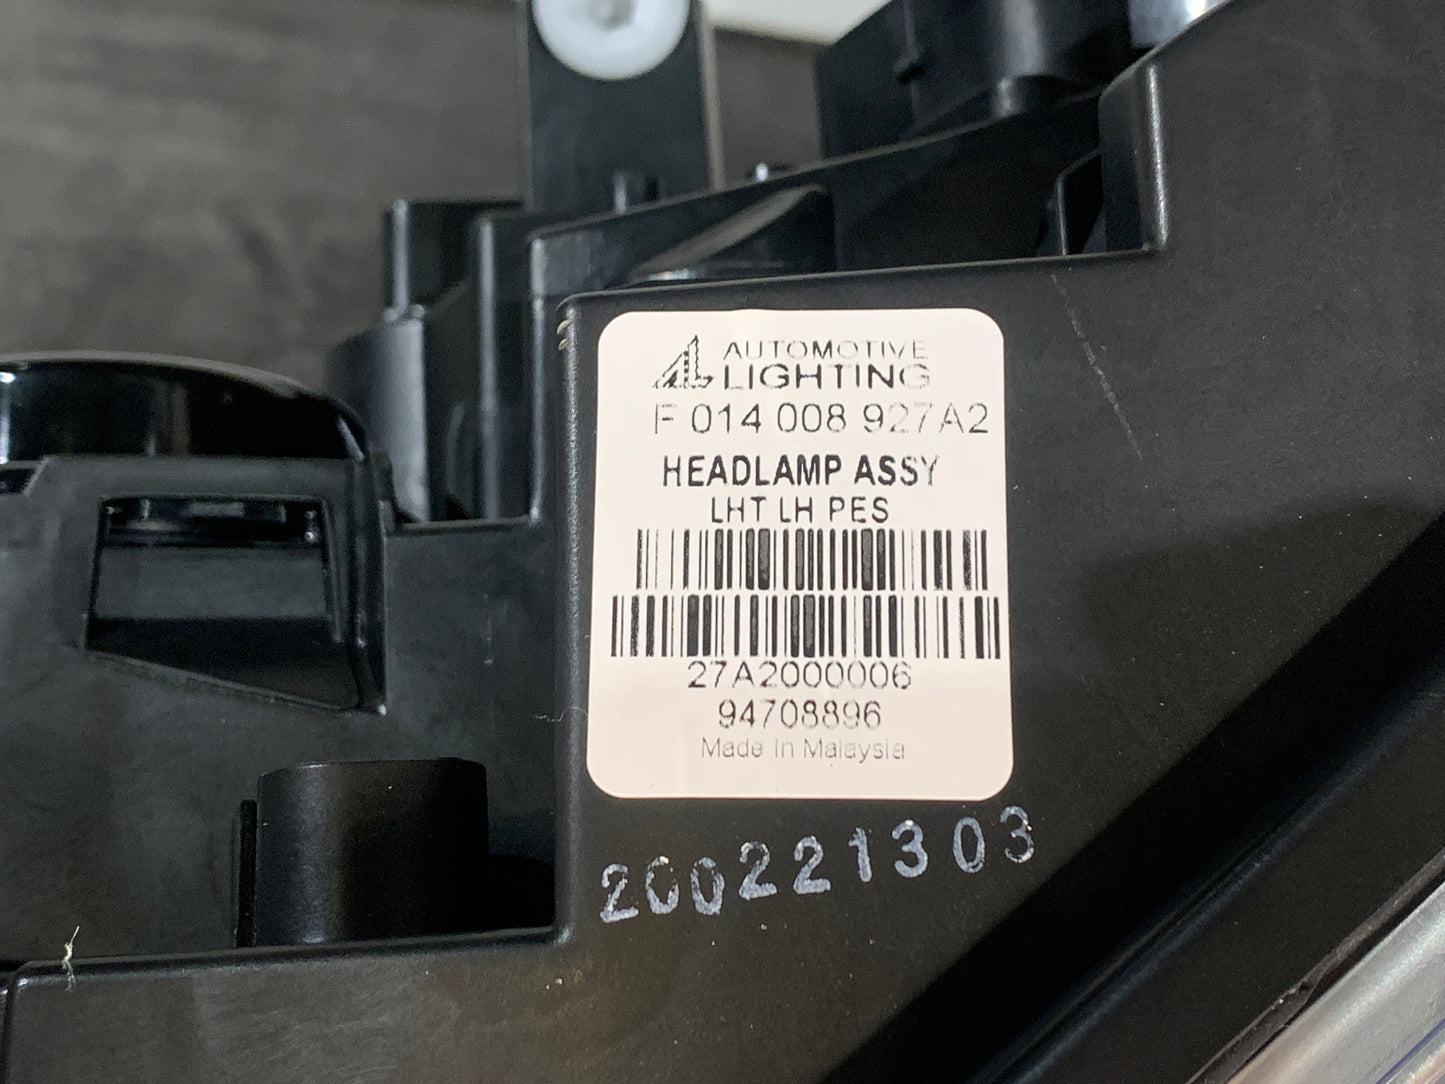 AUTOMOTIVE
LIGHTING
F 014 008 927A2
HEADLAMP ASSY
LHT LH PES
27A2000006
94708896
Made In Malaysia
200221303